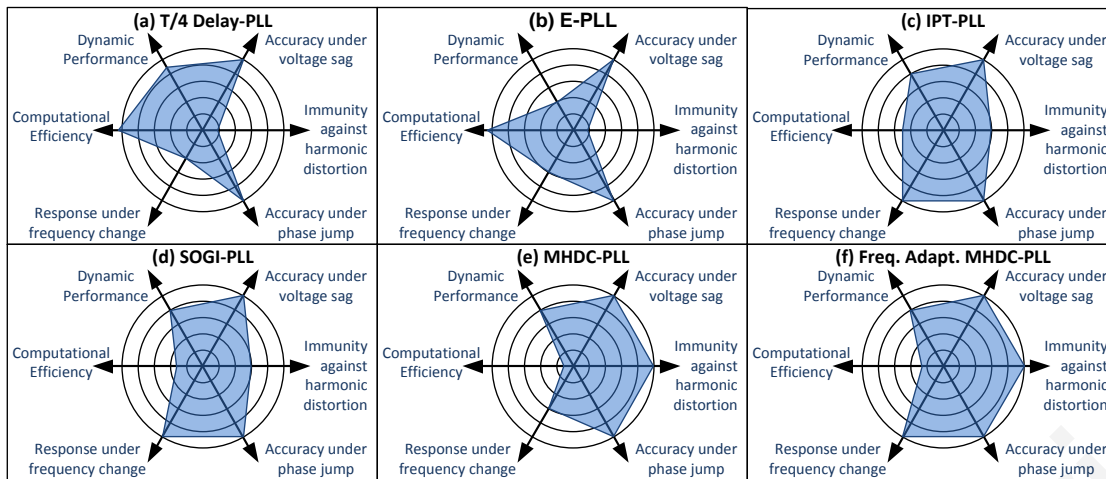 (a) T/4 Delay-PLL
Dynamic
Performance
Accuracy under
voltage sag
Computational
Efficiency
Immunity
against
harmonic
distortion
Response under
frequency change
Accuracy under
phase jump
(b) E-PLL
Dynamic
Performance
Accuracy under
voltage sag
Computational
Efficiency
Immunity
against
harmonic
distortion
Response under
frequency change
Accuracy under
phase jump
(c) IPT-PLL
Dynamic
Performance
Accuracy under
voltage sag
Computational
Efficiency
Immunity
against
harmonic
distortion
Response under
frequency change
Accuracy under
phase jump
(d) SOGI-PLL
Dynamic
Performance
Accuracy under
voltage sag
Computational
Efficiency
Immunity
against
harmonic
distortion
Response under
frequency change
Accuracy under
phase jump
(e) MHDC-PLL
Dynamic
Performance
Accuracy under
voltage sag
Computational
Efficiency
Immunity
against
harmonic
distortion
Response under
frequency change
Accuracy under
phase jump
(f) Freq. Adapt. MHDC-PLL
Dynamic
Performance
Accuracy under
voltage sag
Computational
Efficiency
Immunity
against
harmonic
distortion
Response under
frequency change
Accuracy under
phase jump